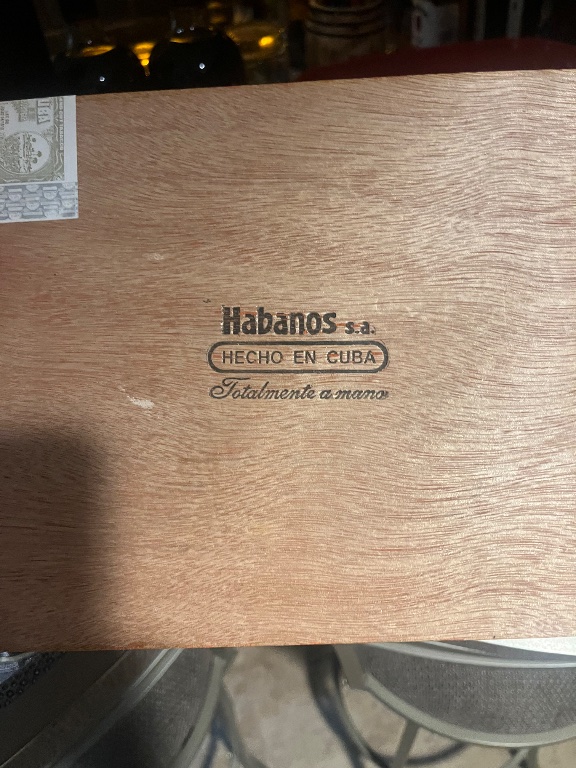 Habanos s.a.
HECHO EN CUBA
Totalmente a mano